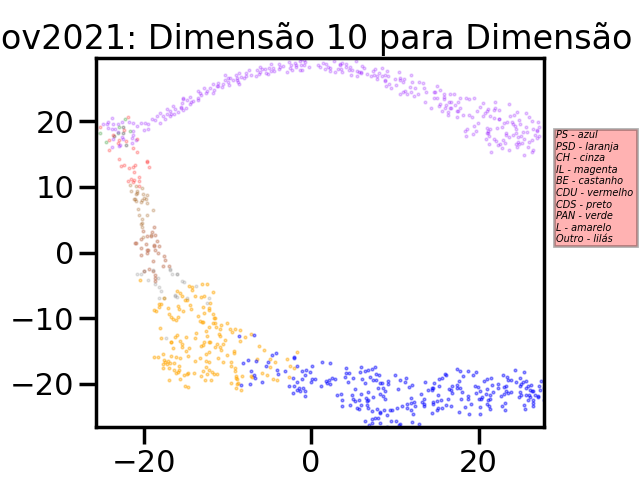 ov2021: Dimensão 10 para Dimensão
20
10
0
−10
−20
−20
0
20
PS - azul
PSD - laranja
CH - cinza
IL - magenta
BE - castanho
CDU - vermelho
CDS - preto
PAN - verde
L - amarelo
Outro - lilás